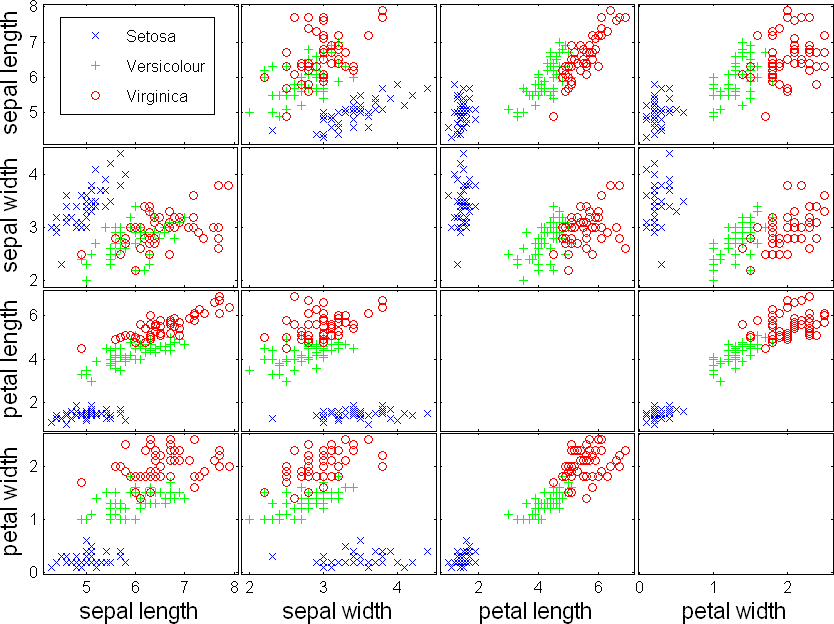 8
7
6
5
sepal length
Setosa
Versicolour
Virginica
4
3
2
sepal width
6
4
2
petal length
2
1
0
petal width
5 6 7 8 2 3 4 2 4 6 0 1 2
sepal length sepal width petal length petal width